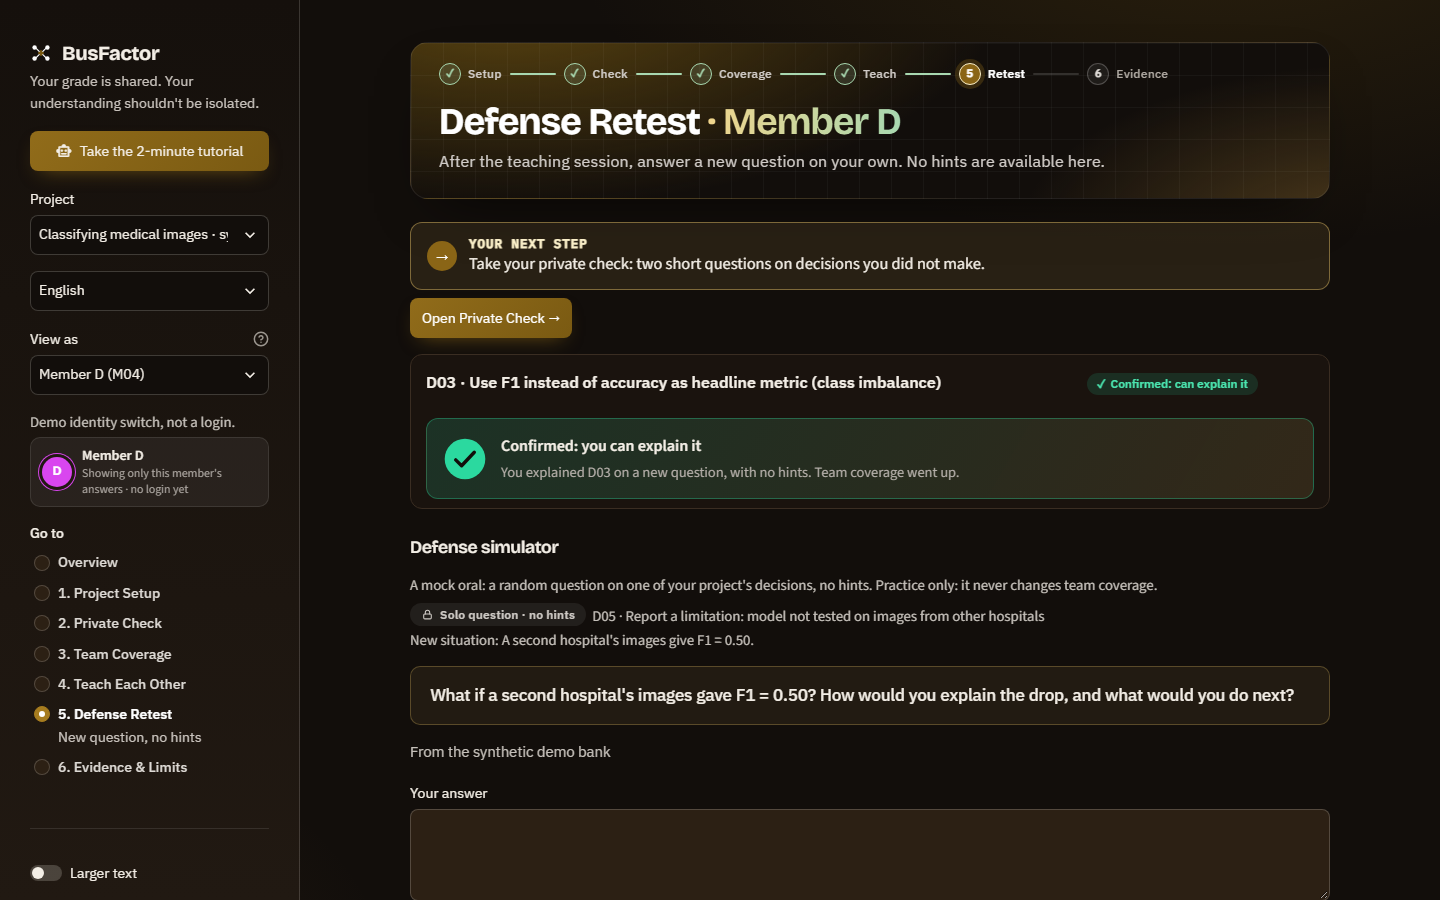 BusFactor
Your grade is shared. Your
understanding shouldn't be isolated.
Take the 2-minute tutorial
Project
Classifying medical images · sy
English
View as
Member D (M04)
Demo identity switch, not a login.
D
Member D
Showing only this member's
answers · no login yet
Go to
Overview
1. Project Setup
2. Private Check
3. Team Coverage
4. Teach Each Other
5. Defense Retest
New question, no hints
6. Evidence & Limits
Larger text
✓ Setup ✓ Check ✓ Coverage ✓ Teach 5 Retest 6 Evidence
Defense Retest · Member D
After the teaching session, answer a new question on your own. No hints are available here.
→
YOUR NEXT STEP
Take your private check: two short questions on decisions you did not make.
Open Private Check →
D03 · Use F1 instead of accuracy as headline metric (class imbalance)
✓ Confirmed: can explain it
Confirmed: you can explain it
You explained D03 on a new question, with no hints. Team coverage went up.
Defense simulator
A mock oral: a random question on one of your project's decisions, no hints. Practice only: it never changes team coverage.
Solo question · no hints D05 · Report a limitation: model not tested on images from other hospitals
New situation: A second hospital's images give F1 = 0.50.
What if a second hospital's images gave F1 = 0.50? How would you explain the drop, and what would you do next?
From the synthetic demo bank
Your answer